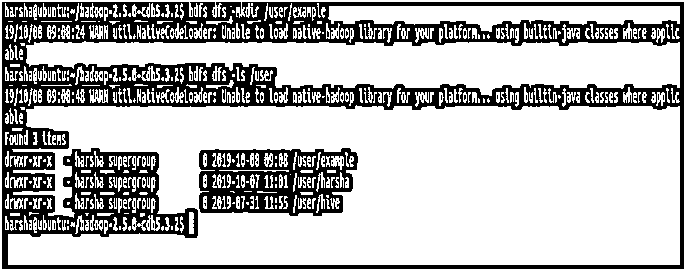 harsha@ubuntu:~/hadoop-2.5.0-cdh5.3.2$ hdfs dfs -mkdir /user/example
19/10/08 09:08:24 WARN util.NativeCodeLoader: Unable to load native-hadoop library for your platform... using builtin-java classes where applic
able
harsha@ubuntu:~/hadoop-2.5.0-cdh5.3.2$ hdfs dfs -ls /user
19/10/08 09:08:48 WARN util.NativeCodeLoader: Unable to load native-hadoop library for your platform... using builtin-java classes where applic
able
Found 3 items
drwxr-xr-x - harsha supergroup 0 2019-10-08 09:08 /user/example
drwxr-xr-x - harsha supergroup 0 2019-10-07 11:01 /user/harsha
drwxr-xr-x - harsha supergroup 0 2019-07-31 11:55 /user/hive
harsha@ubuntu:~/hadoop-2.5.0-cdh5.3.2$